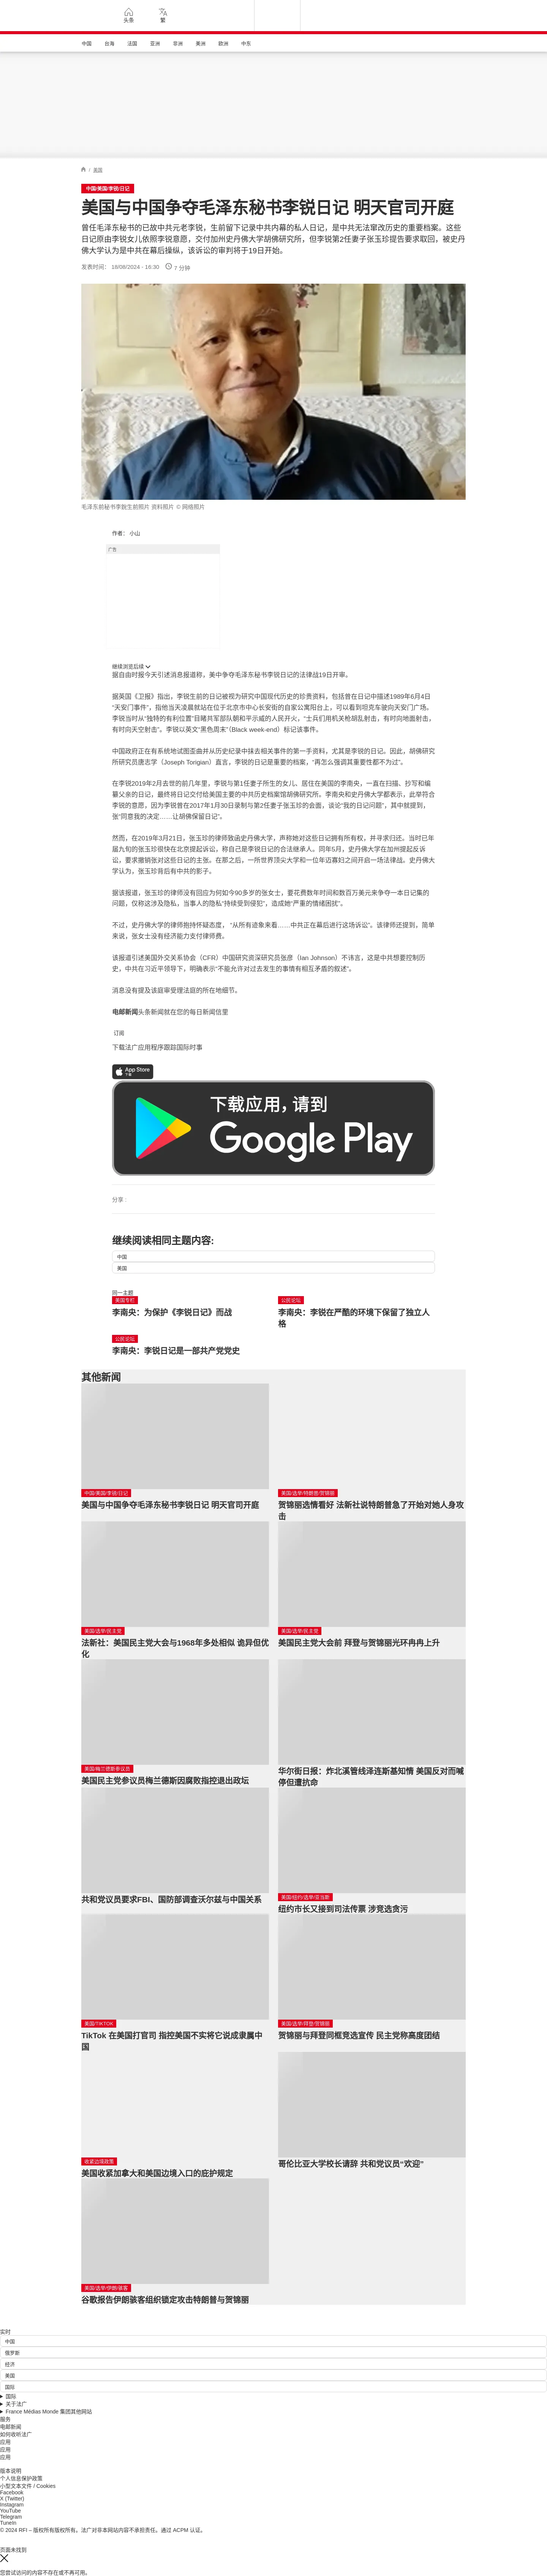 头条
繁
中国
台海
法国
亚洲
非洲
美洲
欧洲
中东
/ 美国
中国/美国/李锐/日记
美国与中国争夺毛泽东秘书李锐日记 明天官司开庭
曾任毛泽东秘书的已故中共元老李锐，生前留下记录中共内幕的私人日记，是中共无法窜改历史的重要档案。这些
日记原由李锐女儿依照李锐意愿，交付加州史丹佛大学胡佛研究所，但李锐第2任妻子张玉珍提告要求取回，被史丹
佛大学认为是中共在幕后操纵，该诉讼的审判将于19日开始。
发表时间： 18/08/2024 - 16:30 7 分钟
毛泽东前秘书李銳生前照片 资料照片 © 网络照片
作者： 小山
广告
继续浏览后续
据自由时报今天引述消息报道称，美中争夺毛泽东秘书李锐日记的法律战19日开审。
据英国《卫报》指出，李锐生前的日记被视为研究中国现代历史的珍贵资料，包括曾在日记中描述1989年6月4日
“天安门事件”，指他当天凌晨就站在位于北京市中心长安街的自家公寓阳台上，可以看到坦克车驶向天安门广场。
李锐当时从“独特的有利位置”目睹共军部队朝和平示威的人民开火，“士兵们用机关枪胡乱射击，有时向地面射击，
有时向天空射击”。李锐以英文“黑色周末”（Black week-end）标记该事件。
中国政府正在有系统地试图歪曲并从历史纪录中抹去相关事件的第一手资料，尤其是李锐的日记。因此，胡佛研究
所研究员唐志学（Joseph Torigian）直言，李锐的日记是重要的档案，“再怎么强调其重要性都不为过”。
在李锐2019年2月去世的前几年里，李锐与第1任妻子所生的女儿、居住在美国的李南央，一直在扫描、抄写和编
纂父亲的日记，最终将日记交付给美国主要的中共历史档案馆胡佛研究所。李南央和史丹佛大学都表示，此举符合
李锐的意愿，因为李锐曾在2017年1月30日录制与第2任妻子张玉珍的会面，谈论“我的日记问题”，其中就提到，
张“同意我的决定……让胡佛保留日记”。
然而，在2019年3月21日，张玉珍的律师致函史丹佛大学，声称她对这些日记拥有所有权，并寻求归还。当时已年
届九旬的张玉珍很快在北京提起诉讼，称自己是李锐日记的合法继承人。同年5月，史丹佛大学在加州提起反诉
讼，要求撤销张对这些日记的主张。在那之后，一所世界顶尖大学和一位年迈寡妇之间开启一场法律战。史丹佛大
学认为，张玉珍背后有中共的影子。
据该报道，张玉珍的律师没有回应为何如今90多岁的张女士，要花费数年时间和数百万美元来争夺一本日记集的
问题，仅称这涉及隐私，当事人的隐私“持续受到侵犯”，造成她“严重的情绪困扰”。
不过，史丹佛大学的律师抱持怀疑态度， “从所有迹象来看……中共正在幕后进行这场诉讼”。该律师还提到，简单
来说，张女士没有经济能力支付律师费。
该报道引述美国外交关系协会（CFR）中国研究资深研究员张彦（Ian Johnson）不讳言，这是中共想要控制历
史，中共在习近平领导下，明确表示“不能允许对过去发生的事情有相互矛盾的叙述”。
消息没有提及该庭审受理法庭的所在地细节。
电邮新闻头条新闻就在您的每日新闻信里
订阅
下载法广应用程序跟踪国际时事
App Store
下载
下载应用，请到
Google Play
分享 :
继续阅读相同主题内容:
中国
美国
同一主题
美国专栏
李南央：为保护《李锐日记》而战
公民论坛
李南央：李锐在严酷的环境下保留了独立人
格
公民论坛
李南央：李锐日记是一部共产党党史
其他新闻
中国/美国/李锐/日记
美国与中国争夺毛泽东秘书李锐日记 明天官司开庭
美国/选举/特朗普/贺锦丽
贺锦丽选情看好 法新社说特朗普急了开始对她人身攻
击
美国/选举/民主党
法新社：美国民主党大会与1968年多处相似 诡异但优
化
美国/选举/民主党
美国民主党大会前 拜登与贺锦丽光环冉冉上升
美国/梅兰德斯参议员
美国民主党参议员梅兰德斯因腐败指控退出政坛
华尔街日报：炸北溪管线泽连斯基知情 美国反对而喊
停但遭抗命
共和党议员要求FBI、国防部调查沃尔兹与中国关系
美国/纽约/选举/亚当斯
纽约市长又接到司法传票 涉竞选贪污
美国/TIKTOK
TikTok 在美国打官司 指控美国不实将它说成隶属中
国
美国/选举/拜登/贺锦丽
贺锦丽与拜登同框竞选宣传 民主党称高度团结
收紧边境政策
美国收紧加拿大和美国边境入口的庇护规定
哥伦比亚大学校长请辞 共和党议员“欢迎”
美国/选举/伊朗/骇客
谷歌报告伊朗骇客组织锁定攻击特朗普与贺锦丽
实时
中国
俄罗斯
经济
美国
国际
国际
关于法广
France Médias Monde 集团其他网站
服务
电邮新闻
如何收听法广
应用
应用
应用
版本说明
个人信息保护政策
小型文本文件 / Cookies
Facebook
X (Twitter)
Instagram
YouTube
Telegram
TuneIn
© 2024 RFI – 版权所有版权所有。法广对非本网站内容不承担责任。通过 ACPM 认证。
页面未找到
您尝试访问的内容不存在或不再可用。